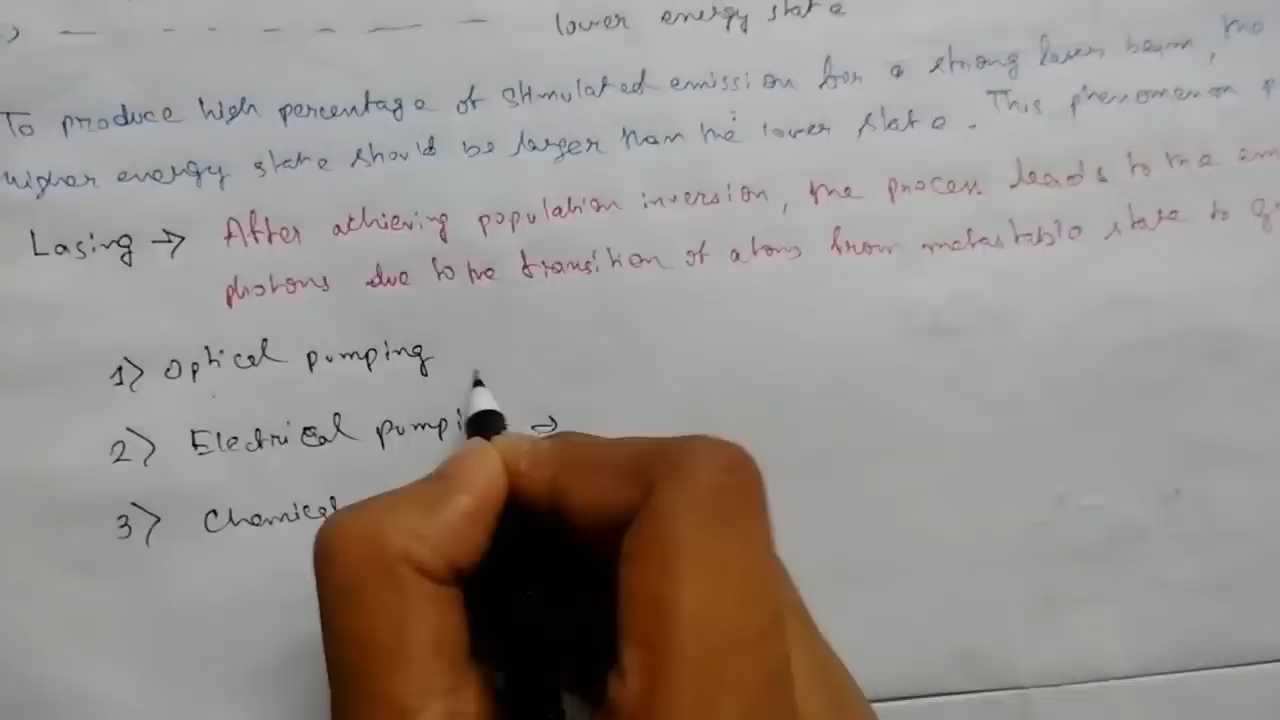 lower energy state
To produce high percentage of stimulated emission for a strong laser beam, the
higher energy state should be larger than the lower state. This phenomenon
Lasing → After achieving population inversion, the process leads to the
photons due to the transition of atoms from metastable state to
1) Optical pumping
2) Electrical pumpi →
3) Chemical